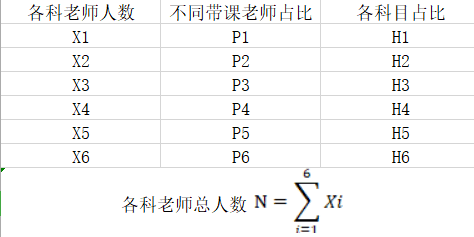 各科老师人数 不同带课老师占比 各科目占比
X1 P1 H1
X2 P2 H2
X3 P3 H3
X4 P4 H4
X5 P5 H5
X6 P6 H6
各科老师总人数 N = \sum_{i=1}^{6} Xi